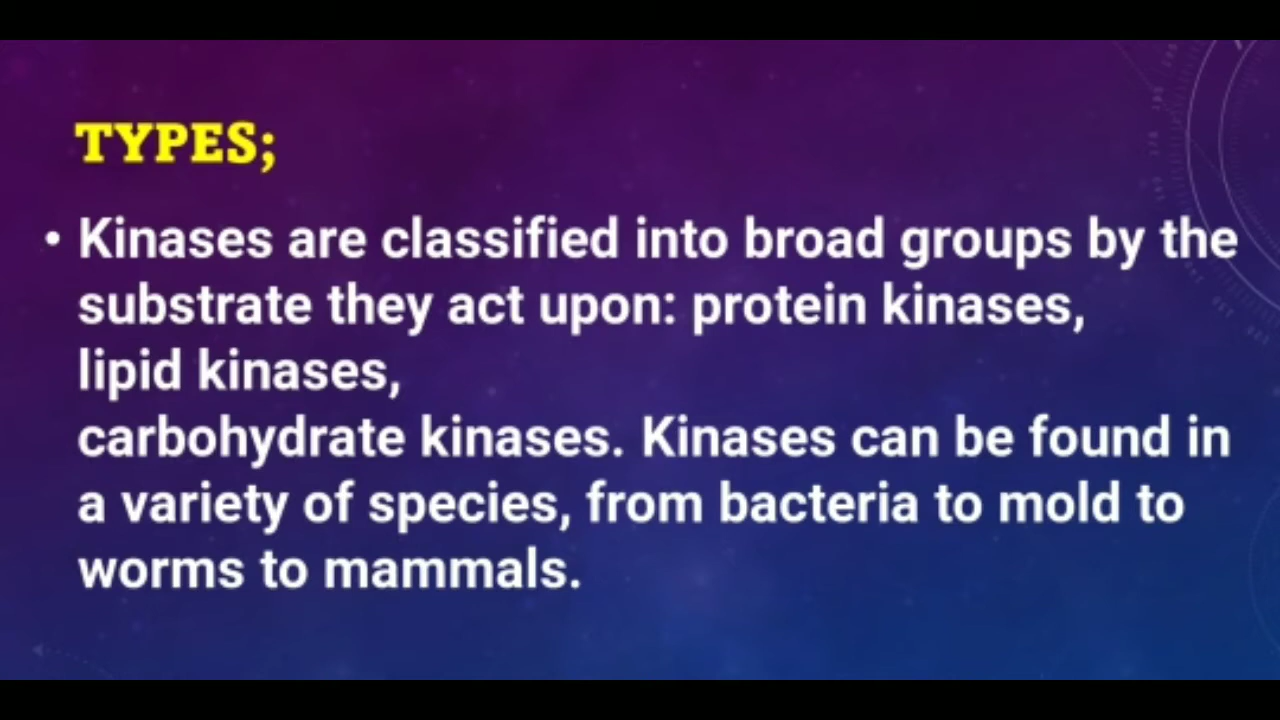 TYPES;
• Kinases are classified into broad groups by the
substrate they act upon: protein kinases,
lipid kinases,
carbohydrate kinases. Kinases can be found in
a variety of species, from bacteria to mold to
worms to mammals.